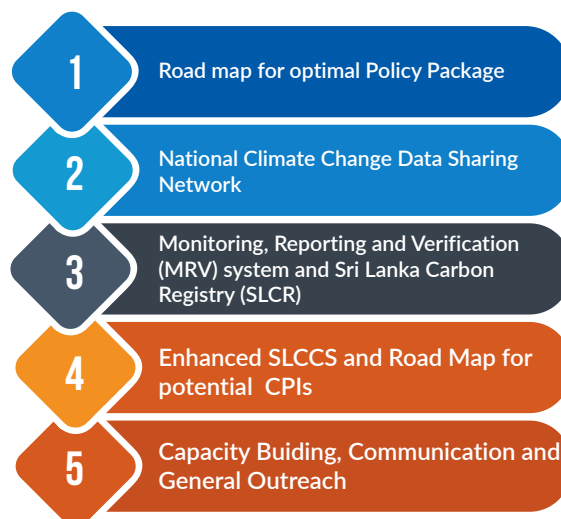 1
Road map for optimal Policy Package
2
National Climate Change Data Sharing
Network
3
Monitoring, Reporting and Verification
(MRV) system and Sri Lanka Carbon
Registry (SLCR)
4
Enhanced SLCCS and Road Map for
potential CPIs
5
Capacity Buiding, Communication and
General Outreach